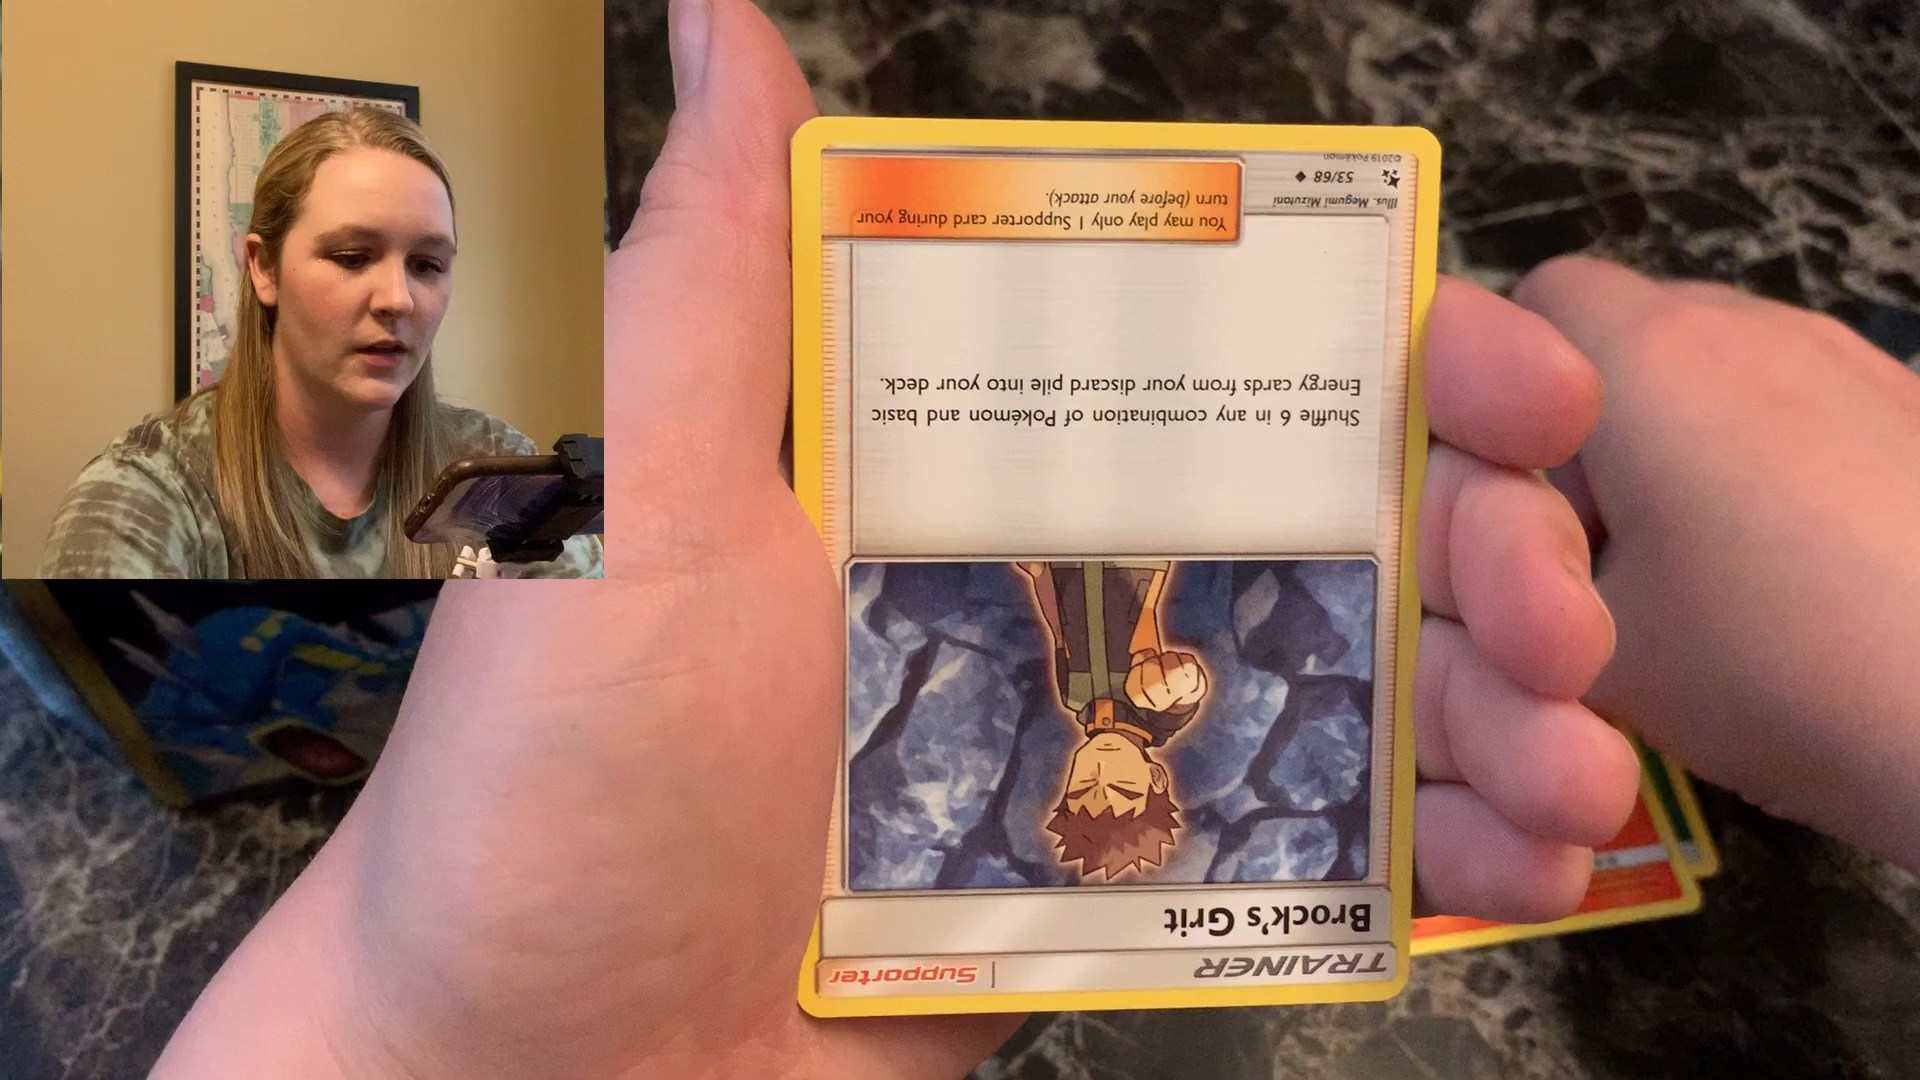 TRAINER | Supporter
Brock's Grit
Shuffle 6 in any combination of Pokémon and basic
Energy cards from your discard pile into your deck.
You may play only 1 Supporter card during your
turn (before your attack).
Illus. Megumi Mizutani
53/68 ◆
©2019 Pokémon